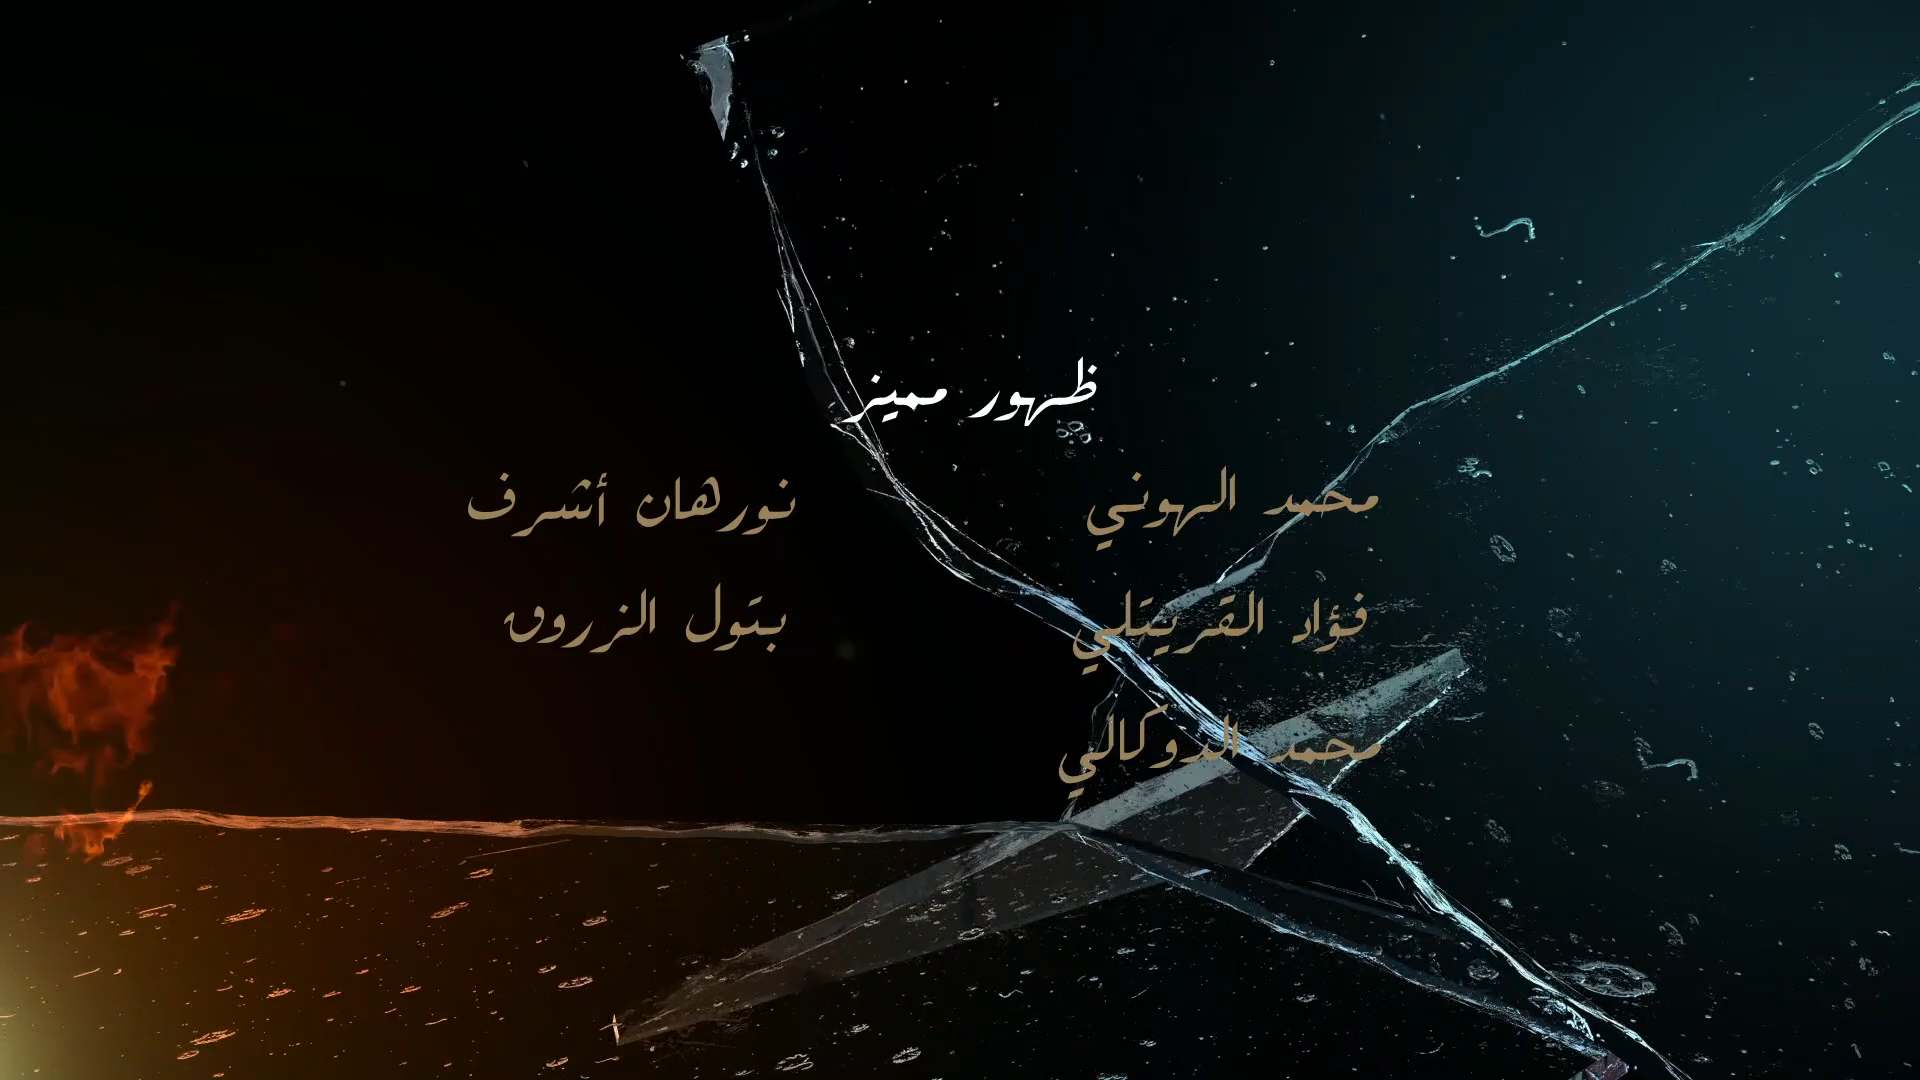 ظهور مميز
محمد الهوني
نورهان أشرف
فؤاد القريتلي
بتول الزروق
محمد الدوكالي